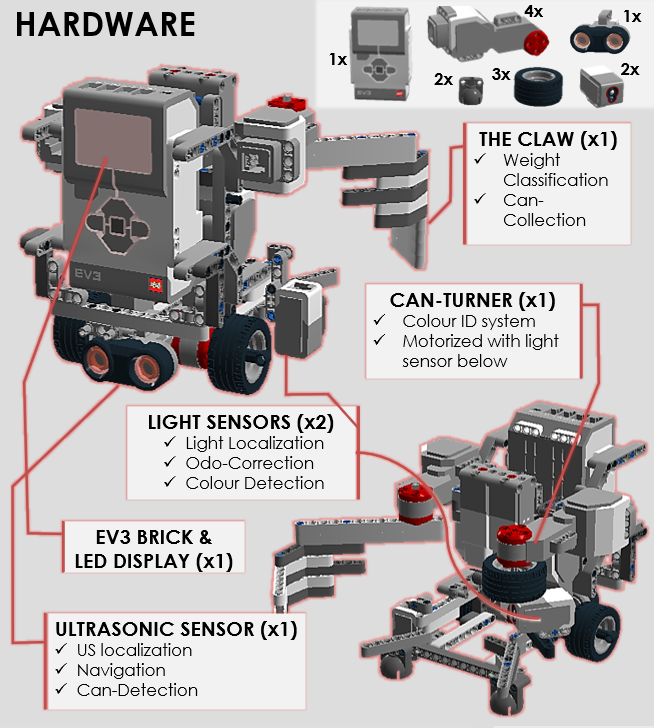 HARDWARE
4x
1x
1x
2x
3x
2x
EV3
THE CLAW (x1)
✓ Weight
Classification
✓ Can-
Collection
EV3
CAN-TURNER (x1)
✓ Colour ID system
✓ Motorized with light
sensor below
LIGHT SENSORS (x2)
✓ Light Localization
✓ Odo-Correction
✓ Colour Detection
EV3 BRICK &
LED DISPLAY (x1)
ULTRASONIC SENSOR (x1)
✓ US localization
✓ Navigation
✓ Can-Detection